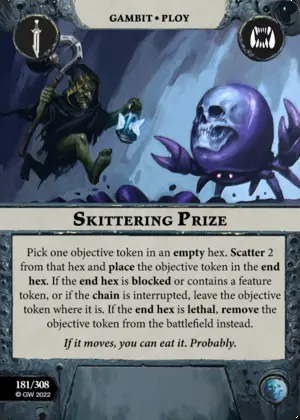 GAMBIT • PLOY
SKITTERING PRIZE
Pick one objective token in an empty hex. Scatter 2
from that hex and place the objective token in the end
hex. If the end hex is blocked or contains a feature
token, or if the chain is interrupted, leave the objective
token where it is. If the end hex is lethal, remove the
objective token from the battlefield instead.
If it moves, you can eat it. Probably.
181/308
© GW 2022